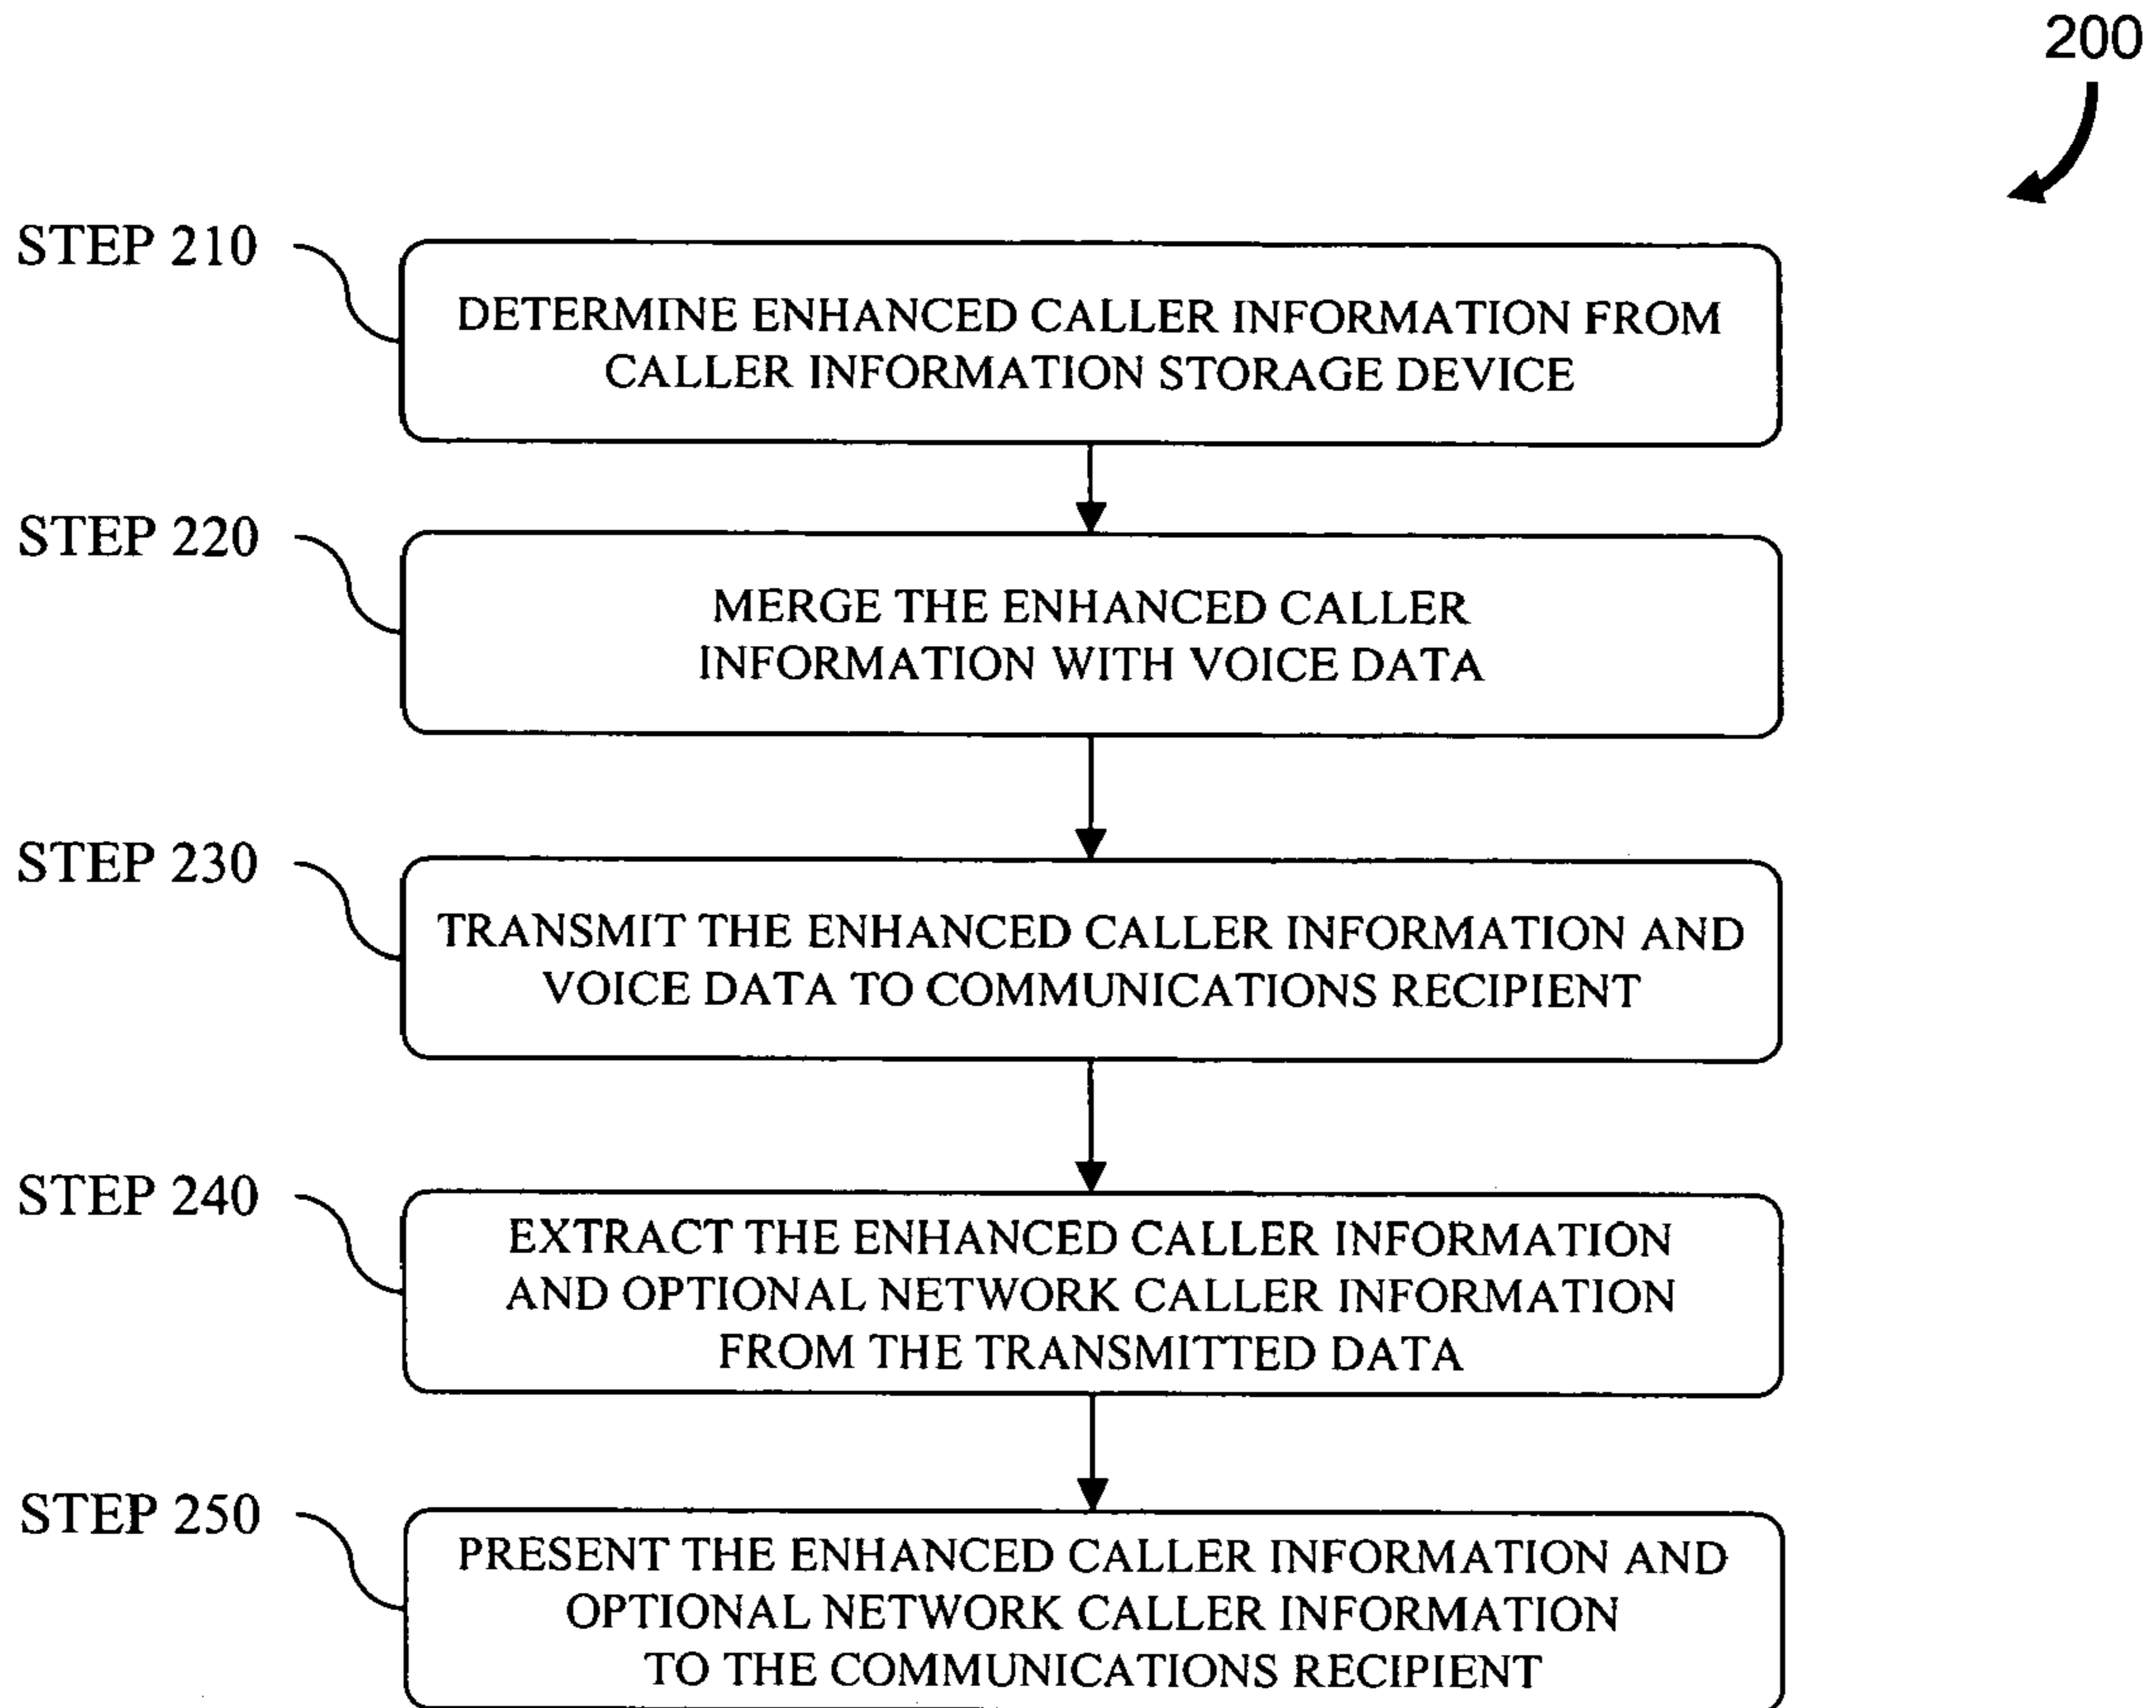 200
STEP 210
DETERMINE ENHANCED CALLER INFORMATION FROM
CALLER INFORMATION STORAGE DEVICE
STEP 220
MERGE THE ENHANCED CALLER
INFORMATION WITH VOICE DATA
STEP 230
TRANSMIT THE ENHANCED CALLER INFORMATION AND
VOICE DATA TO COMMUNICATIONS RECIPIENT
STEP 240
EXTRACT THE ENHANCED CALLER INFORMATION
AND OPTIONAL NETWORK CALLER INFORMATION
FROM THE TRANSMITTED DATA
STEP 250
PRESENT THE ENHANCED CALLER INFORMATION AND
OPTIONAL NETWORK CALLER INFORMATION
TO THE COMMUNICATIONS RECIPIENT